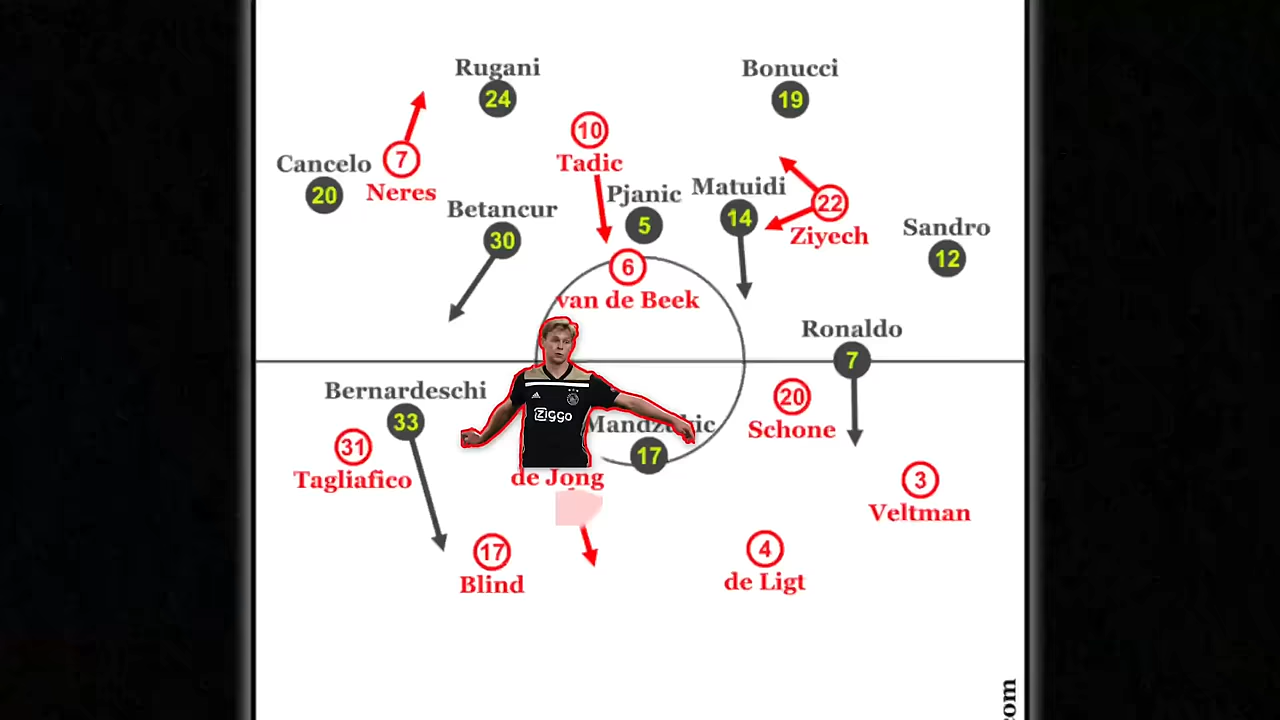 Rugani
24
Bonucci
19
10
Tadic
Cancelo
20
7
Neres
Betancur
30
Pjanic
5
Matuidi
14
22
Ziyech
Sandro
12
6
van de Beek
Ronaldo
7
Bernardeschi
33
31
Tagliafico
Ziggo
de Jong
17
20
Schone
3
Veltman
17
Blind
4
de Ligt
com